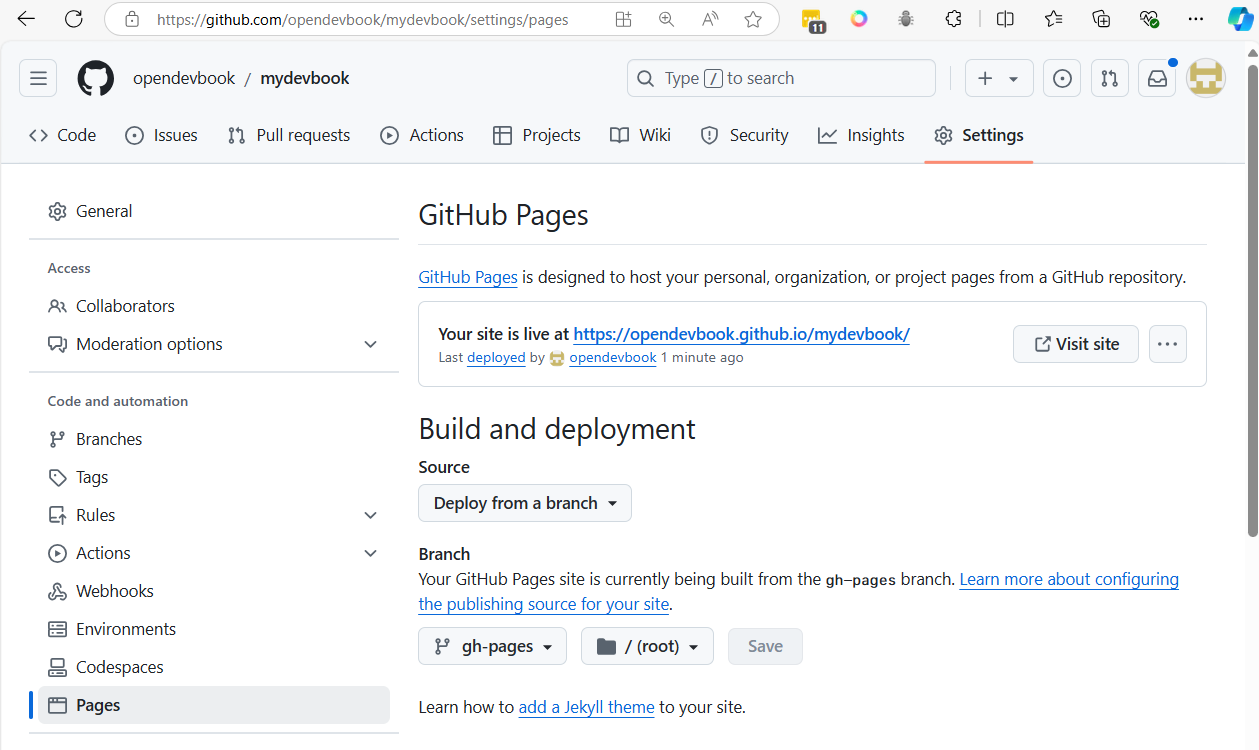 https://github.com/opendevbook/mydevbook/settings/pages
11
opendevbook / mydevbook
Type / to search
Code
Issues
Pull requests
Actions
Projects
Wiki
Security
Insights
Settings
General
Access
Collaborators
Moderation options
Code and automation
Branches
Tags
Rules
Actions
Webhooks
Environments
Codespaces
Pages
GitHub Pages
GitHub Pages is designed to host your personal, organization, or project pages from a GitHub repository.
Your site is live at https://opendevbook.github.io/mydevbook/
Last deployed by opendevbook 1 minute ago
Visit site
Build and deployment
Source
Deploy from a branch
Branch
Your GitHub Pages site is currently being built from the gh-pages branch. Learn more about configuring
the publishing source for your site.
gh-pages
/ (root)
Save
Learn how to add a Jekyll theme to your site.